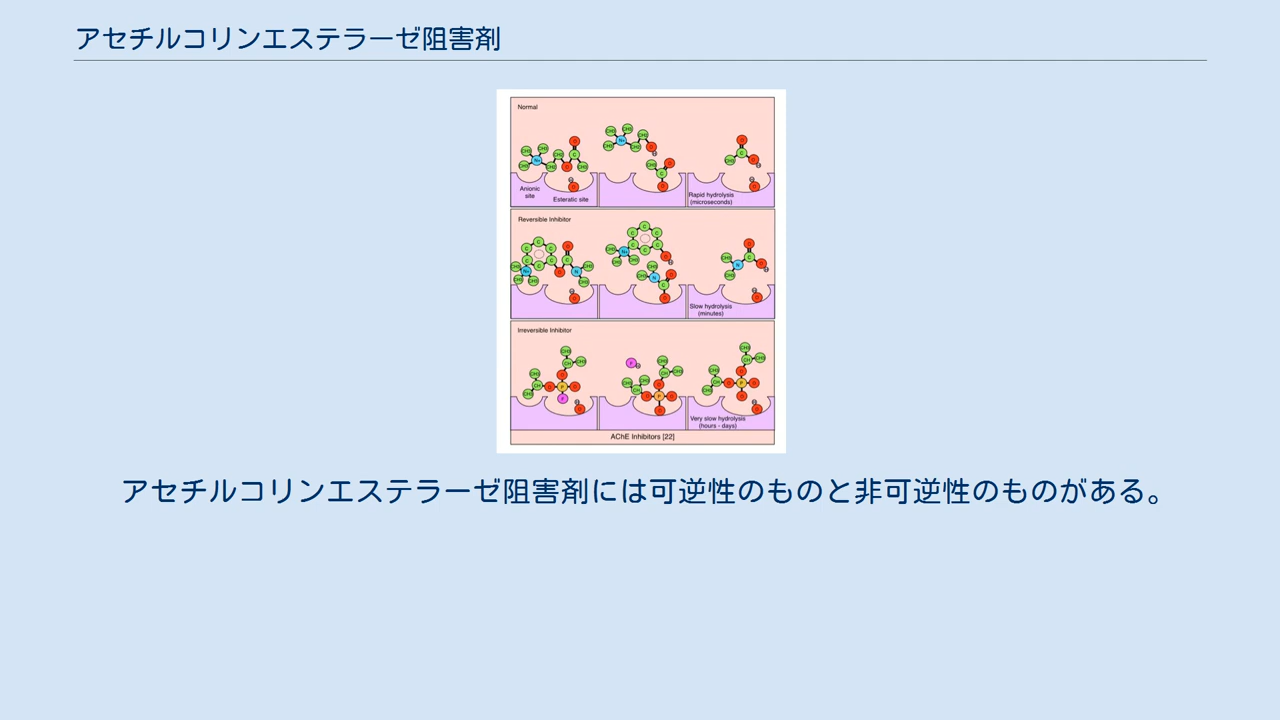 アセチルコリンエステラーゼ阻害剤
Normal
Anionic
site
Esteratic site
Rapid hydrolysis
(microseconds)
Reversible Inhibitor
Slow hydrolysis
(minutes)
Irreversible Inhibitor
Very slow hydrolysis
(hours - days)
AChE Inhibitors [22]
アセチルコリンエステラーゼ阻害剤には可逆性のものと非可逆性のものがある。